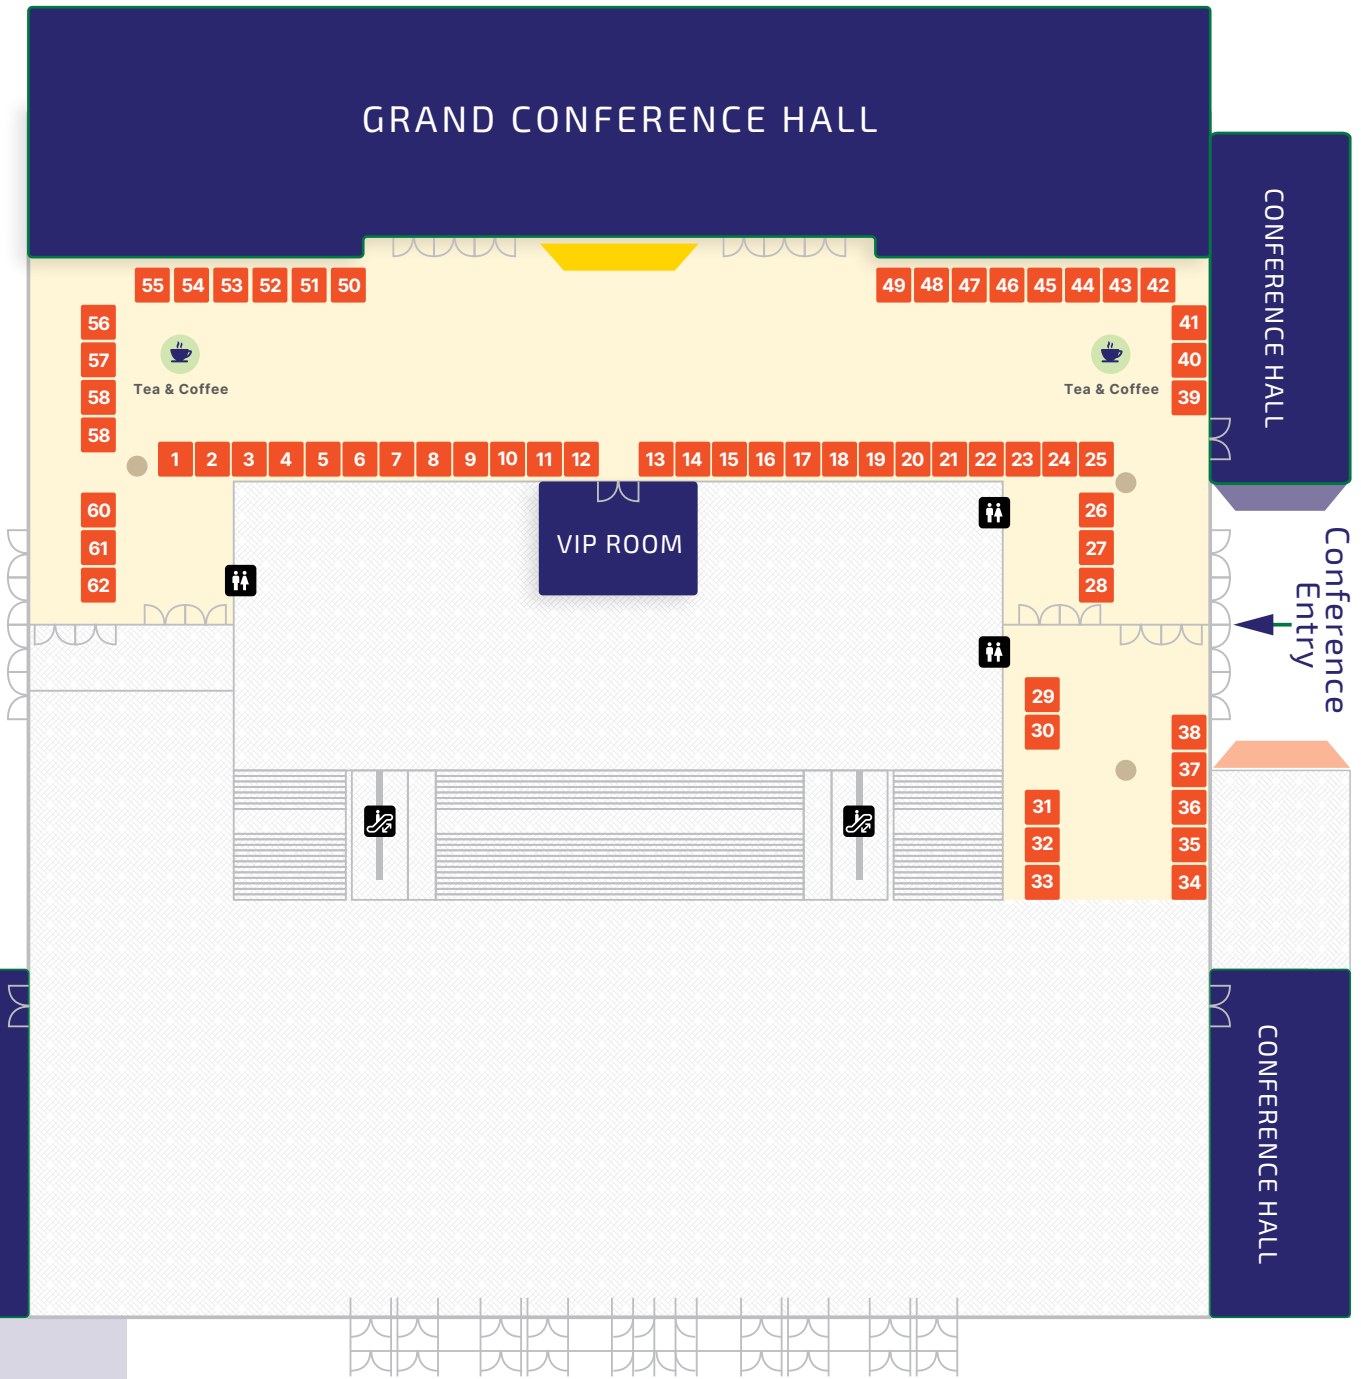 GRAND CONFERENCE HALL
CONFERENCE HALL
55 54 53 52 51 50
49 48 47 46 45 44 43 42
56
57
58
58
Tea & Coffee
Tea & Coffee
41
40
39
1 2 3 4 5 6 7 8 9 10 11 12
13 14 15 16 17 18 19 20 21 22 23 24 25
60
61
62
VIP ROOM
26
27
28
Conference
Entry
29
30
31
32
33
38
37
36
35
34
CONFERENCE HALL